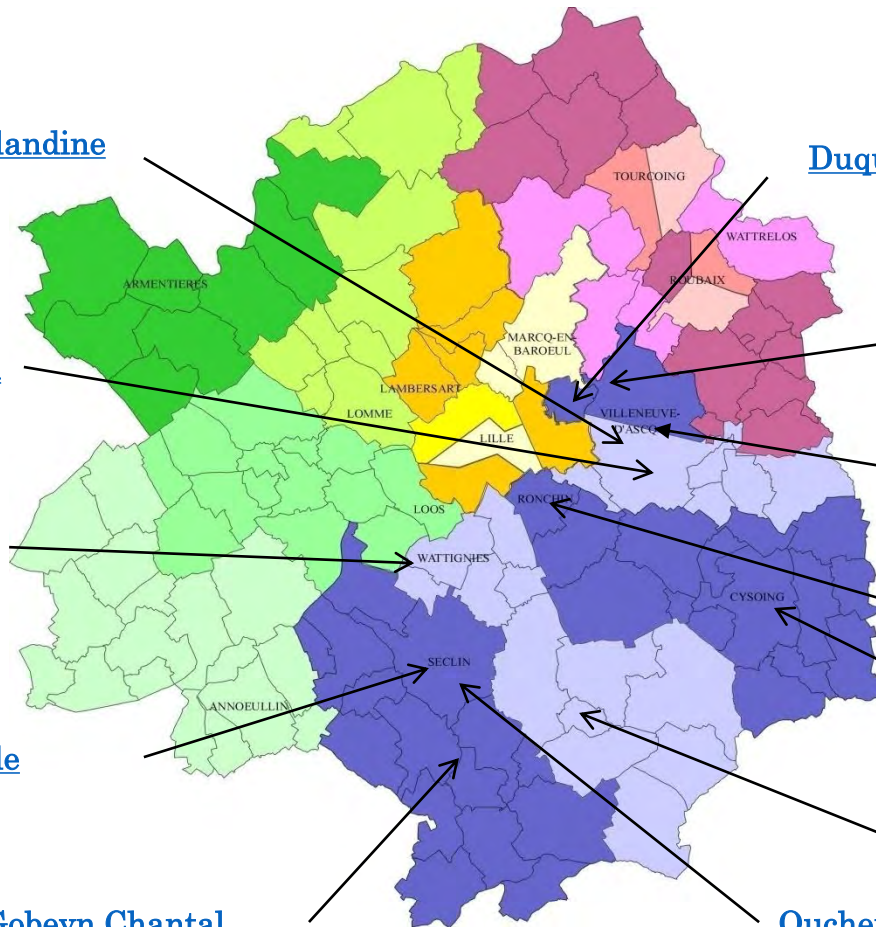 landine
Duqu
TOURCOING
WATTRELOS
ROUBAIX
ARMENTIERES
MARCQ-EN-
BAROEUL
LAMBERSART
LOMME
VILLENEUVE-
D'ASCQ
LILLE
RONCHIN
LOOS
WATTIGNIES
CYSOING
SECLIN
ANNOEULLIN
le
Gobeyn Chantal
Ouche